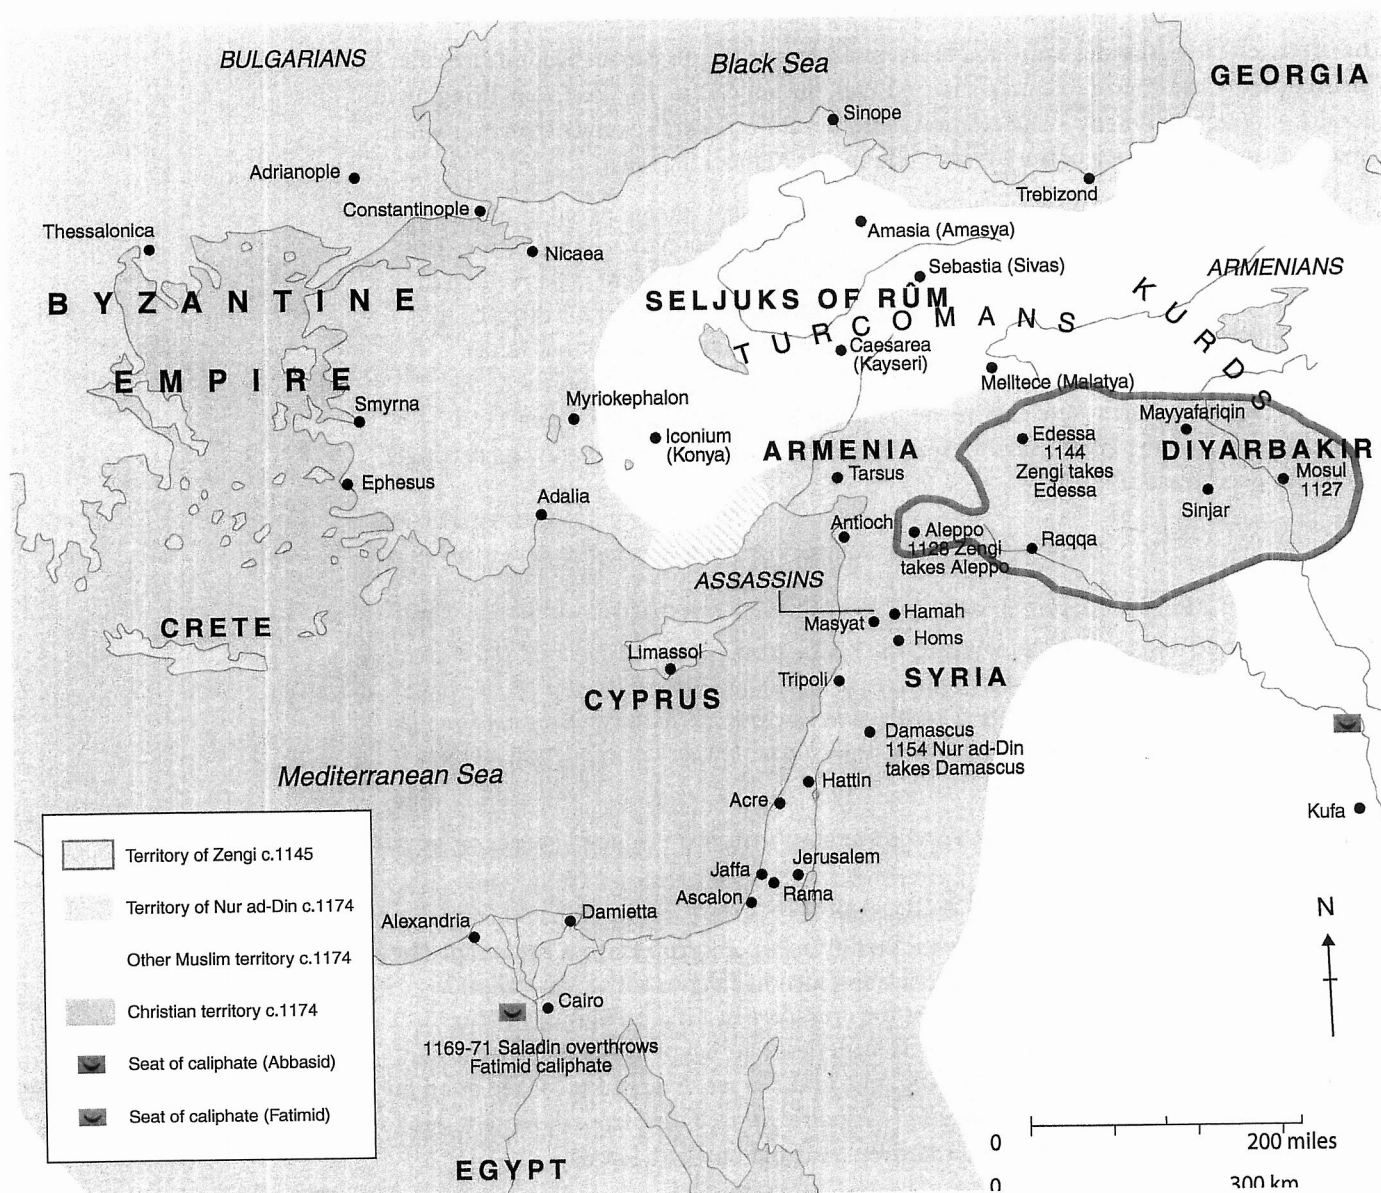 BULGARIANS
Black Sea
GEORGIA
Sinope
Adrianople
Trebizond
Constantinople
Thessalonica
Nicaea
Amasia (Amasya)
Sebastia (Sivas)
ARMENIANS
BYZANTINE
EMPIRE
SELJUKS OF RÛM
TURCOMANS
KURDS
Caesarea
(Kayseri)
Melltece (Malatya)
Smyrna
Myriokephalon
Mayyafariqin
Iconium
(Konya)
ARMENIA
Edessa
1144
Zengi takes
Edessa
DIYARBAKIR
Mosul
1127
Tarsus
Ephesus
Adalia
Sinjar
Antioch
Aleppo
1128 Zengi
takes Aleppo
Raqqa
ASSASSINS
Hamah
Masyat
Homs
CRETE
Limassol
CYPRUS
Tripoli
SYRIA
Damascus
1154 Nur ad-Din
takes Damascus
Mediterranean Sea
Hattin
Acre
Kufa
Jerusalem
Jaffa
Rama
Ascalon
Alexandria
Damietta
Cairo
1169-71 Saladin overthrows
Fatimid caliphate
EGYPT
Territory of Zengi c.1145
Territory of Nur ad-Din c.1174
Other Muslim territory c.1174
Christian territory c.1174
Seat of caliphate (Abbasid)
Seat of caliphate (Fatimid)
N
0 200 miles
0 300 km